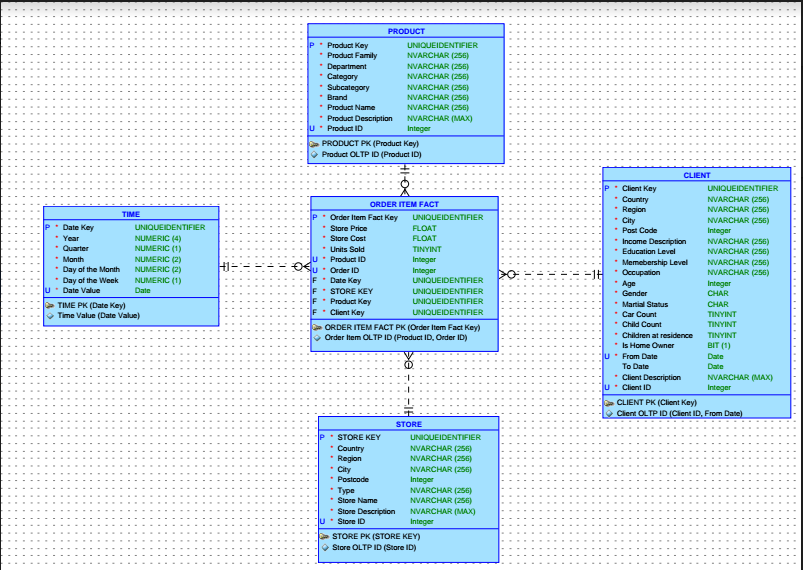 PRODUCT
P * Product Key UNIQUEIDENTIFIER
* Product Family NVARCHAR (256)
* Department NVARCHAR (256)
* Category NVARCHAR (256)
* Subcategory NVARCHAR (256)
* Brand NVARCHAR (256)
* Product Name NVARCHAR (256)
* Product Description NVARCHAR (MAX)
U * Product ID Integer
PRODUCT PK (Product Key)
Product OLTP ID (Product ID)
TIME
P * Date Key UNIQUEIDENTIFIER
* Year NUMERIC (4)
* Quarter NUMERIC (1)
* Month NUMERIC (2)
* Day of the Month NUMERIC (2)
* Day of the Week NUMERIC (1)
U * Date Value Date
TIME PK (Date Key)
Time Value (Date Value)
ORDER ITEM FACT
P * Order Item Fact Key UNIQUEIDENTIFIER
* Store Price FLOAT
* Store Cost FLOAT
* Units Sold TINYINT
U * Product ID Integer
U * Order ID Integer
F * Date Key UNIQUEIDENTIFIER
F * STORE KEY UNIQUEIDENTIFIER
F * Product Key UNIQUEIDENTIFIER
F * Client Key UNIQUEIDENTIFIER
ORDER ITEM FACT PK (Order Item Fact Key)
Order Item OLTP ID (Product ID, Order ID)
CLIENT
P * Client Key UNIQUEIDENTIFIER
* Country NVARCHAR (256)
* Region NVARCHAR (256)
* City NVARCHAR (256)
* Post Code Integer
* Income Description NVARCHAR (256)
* Education Level NVARCHAR (256)
* Memebership Level NVARCHAR (256)
* Occupation NVARCHAR (256)
* Age Integer
* Gender CHAR
* Martial Status CHAR
* Car Count TINYINT
* Child Count TINYINT
* Children at residence TINYINT
* Is Home Owner BIT (1)
U * From Date Date
To Date Date
* Client Description NVARCHAR (MAX)
U * Client ID Integer
CLIENT PK (Client Key)
Client OLTP ID (Client ID, From Date)
STORE
P * STORE KEY UNIQUEIDENTIFIER
* Country NVARCHAR (256)
* Region NVARCHAR (256)
* City NVARCHAR (256)
* Postcode Integer
* Type NVARCHAR (256)
* Store Name NVARCHAR (256)
* Store Description NVARCHAR (MAX)
U * Store ID Integer
STORE PK (STORE KEY)
Store OLTP ID (Store ID)